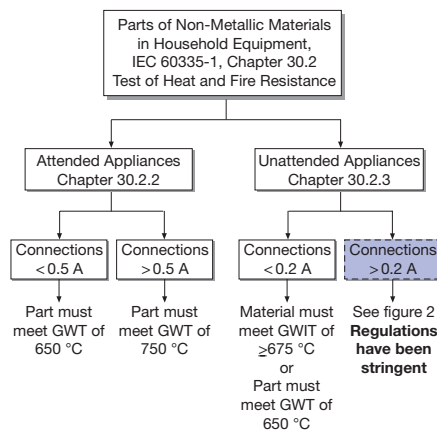 Parts of Non-Metallic Materials
in Household Equipment,
IEC 60335-1, Chapter 30.2
Test of Heat and Fire Resistance
Attended Appliances
Chapter 30.2.2
Unattended Appliances
Chapter 30.2.3
Connections
<0.5 A
Connections
>0.5 A
Connections
<0.2 A
Connections
>0.2 A
Part must
meet GWT of
650 °C
Part must
meet GWT of
750 °C
Material must
meet GWIT of
≥675 °C
or
Part must
meet GWT of
650 °C
See figure 2
Regulations
have been
stringent